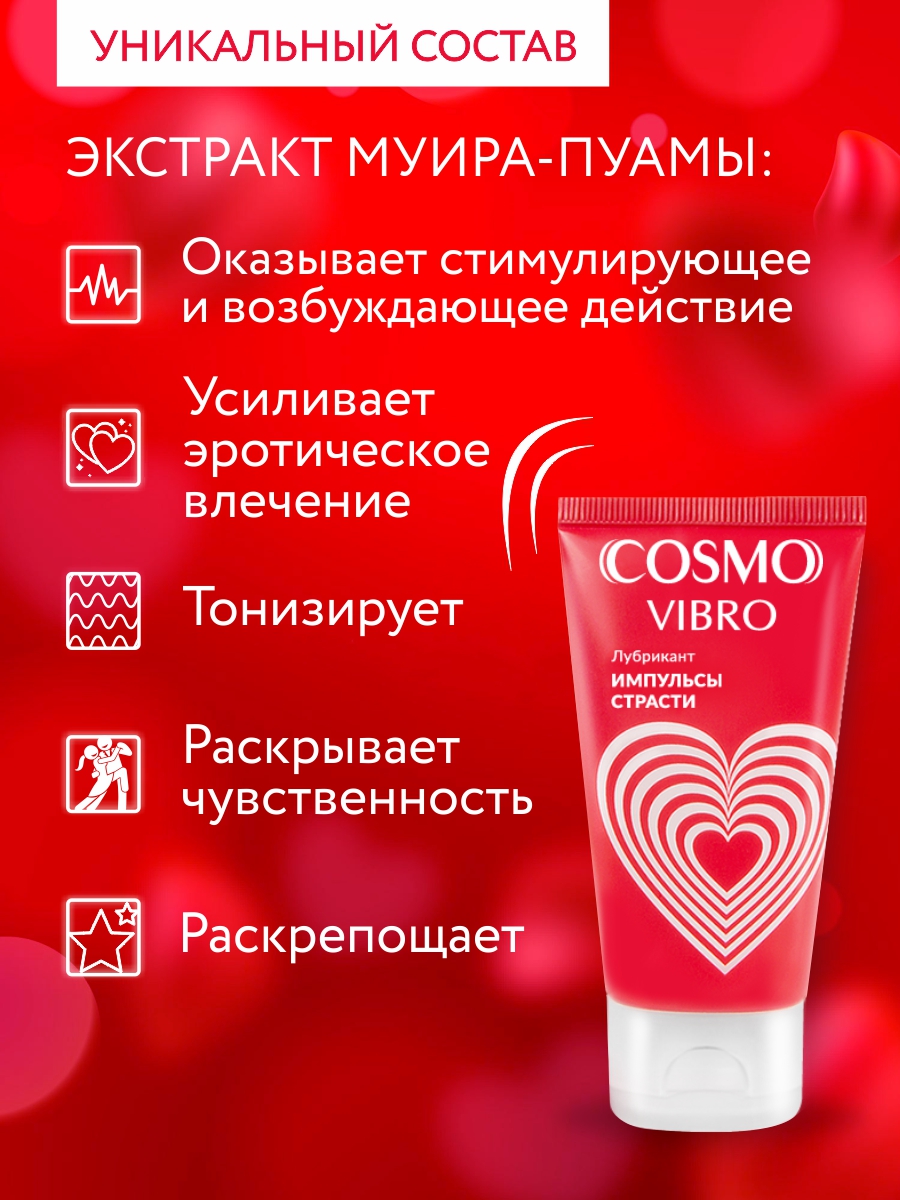 УНИКАЛЬНЫЙ СОСТАВ
ЭКСТРАКТ МУИРА-ПУАМЫ:
Оказывает стимулирующее
и возбуждающее действие
Усиливает
эротическое
влечение
Тонизирует
Раскрывает
чувственность
Раскрепощает
COSMO
VIBRO
Лубрикант
ИМПУЛЬСЫ
СТРАСТИ